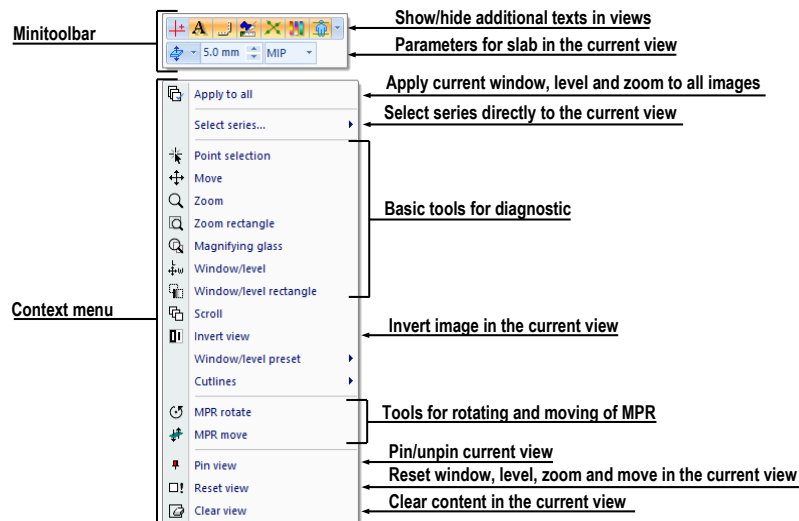 Show/hide additional texts in views
Minitoolbar
A
5.0 mm MIP
Parameters for slab in the current view
Apply to all
Apply current window, level and zoom to all images
Select series...
Select series directly to the current view
Point selection
Move
Zoom
Basic tools for diagnostic
Zoom rectangle
Magnifying glass
Window/level
Window/level rectangle
Context menu
Scroll
Invert view
Invert image in the current view
Window/level preset
Cutlines
MPR rotate
Tools for rotating and moving of MPR
MPR move
Pin view
Pin/unpin current view
Reset view
Reset window, level, zoom and move in the current view
Clear view
Clear content in the current view